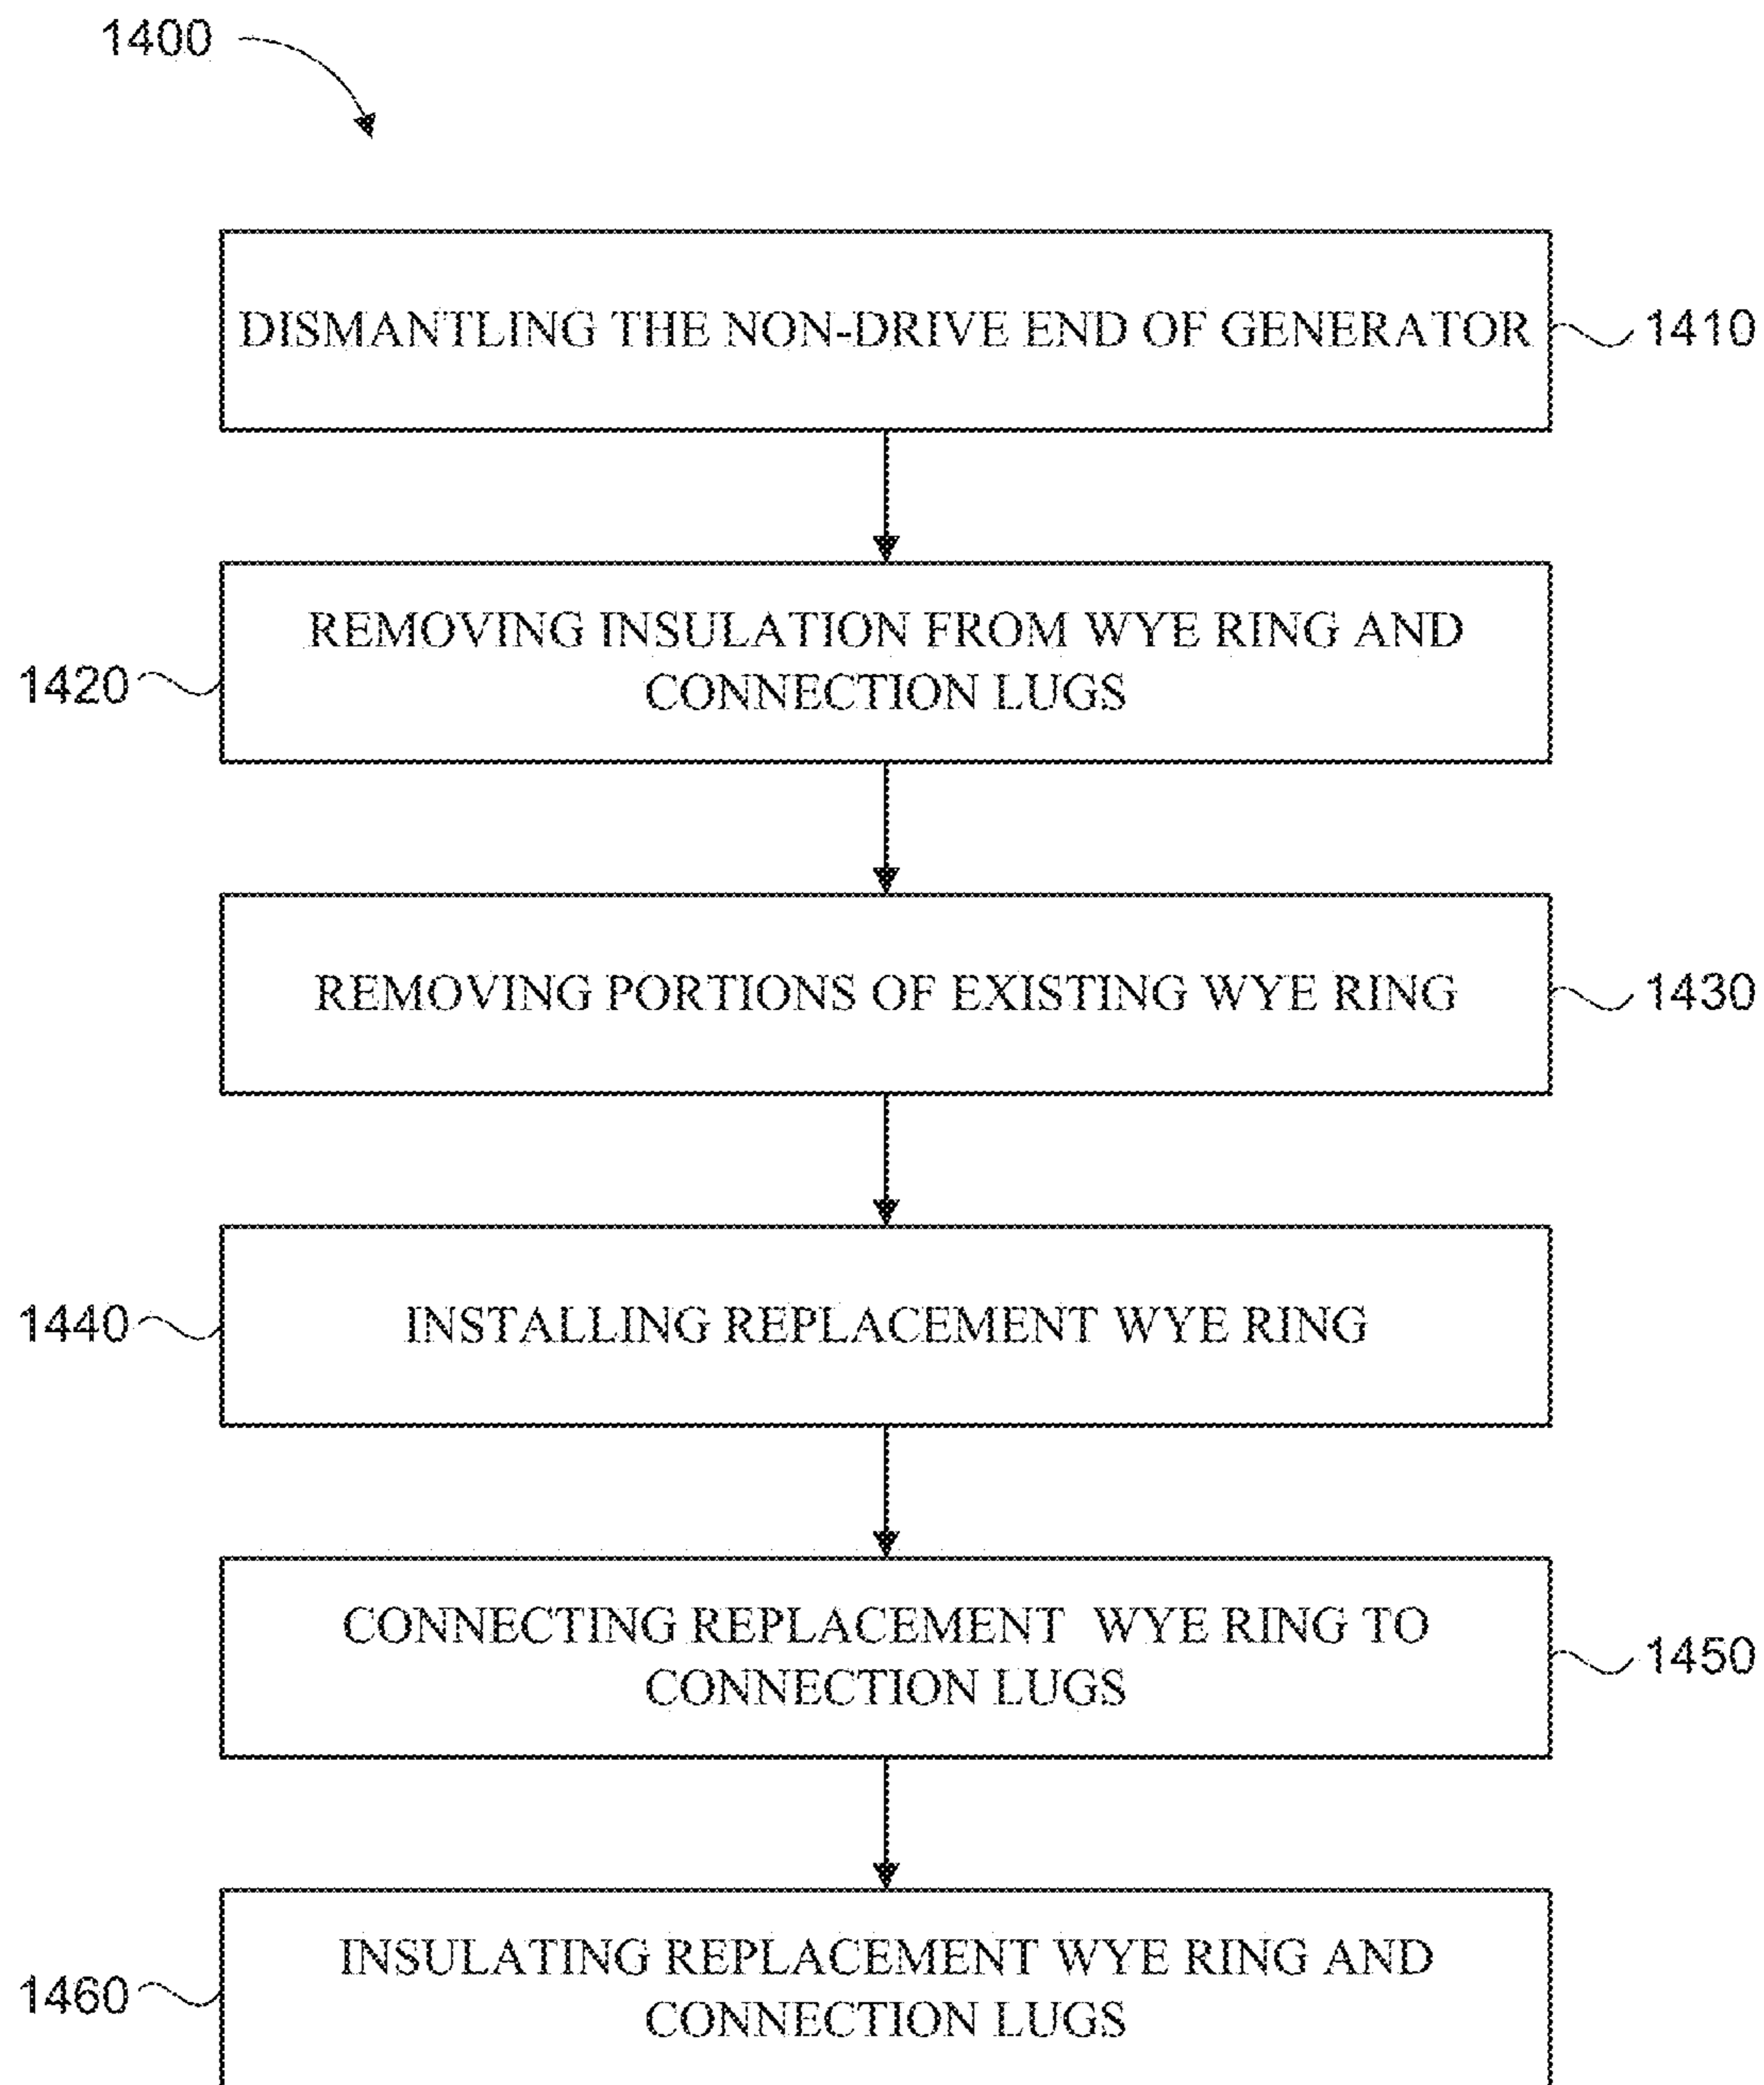 1400
DISMANTLING THE NON-DRIVE END OF GENERATOR
1410
REMOVING INSULATION FROM WYE RING AND
CONNECTION LUGS
1420
REMOVING PORTIONS OF EXISTING WYE RING
1430
INSTALLING REPLACEMENT WYE RING
1440
CONNECTING REPLACEMENT WYE RING TO
CONNECTION LUGS
1450
INSULATING REPLACEMENT WYE RING AND
CONNECTION LUGS
1460